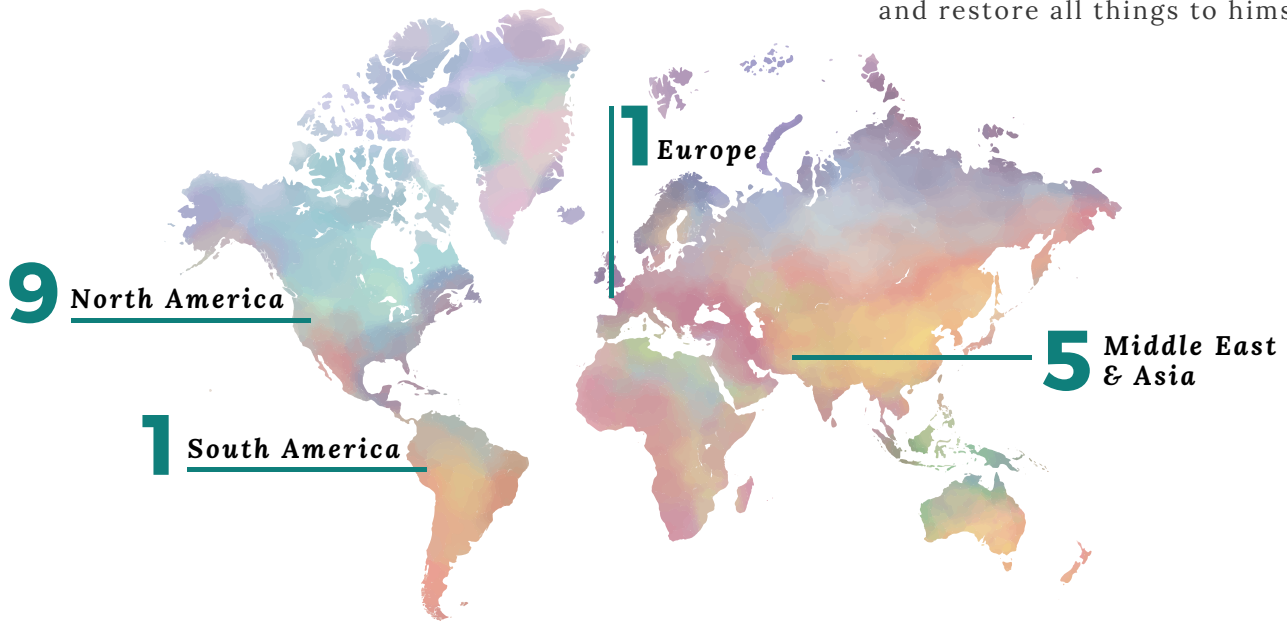 and restore all things to hims
1 Europe
9 North America
5 Middle East
& Asia
1 South America